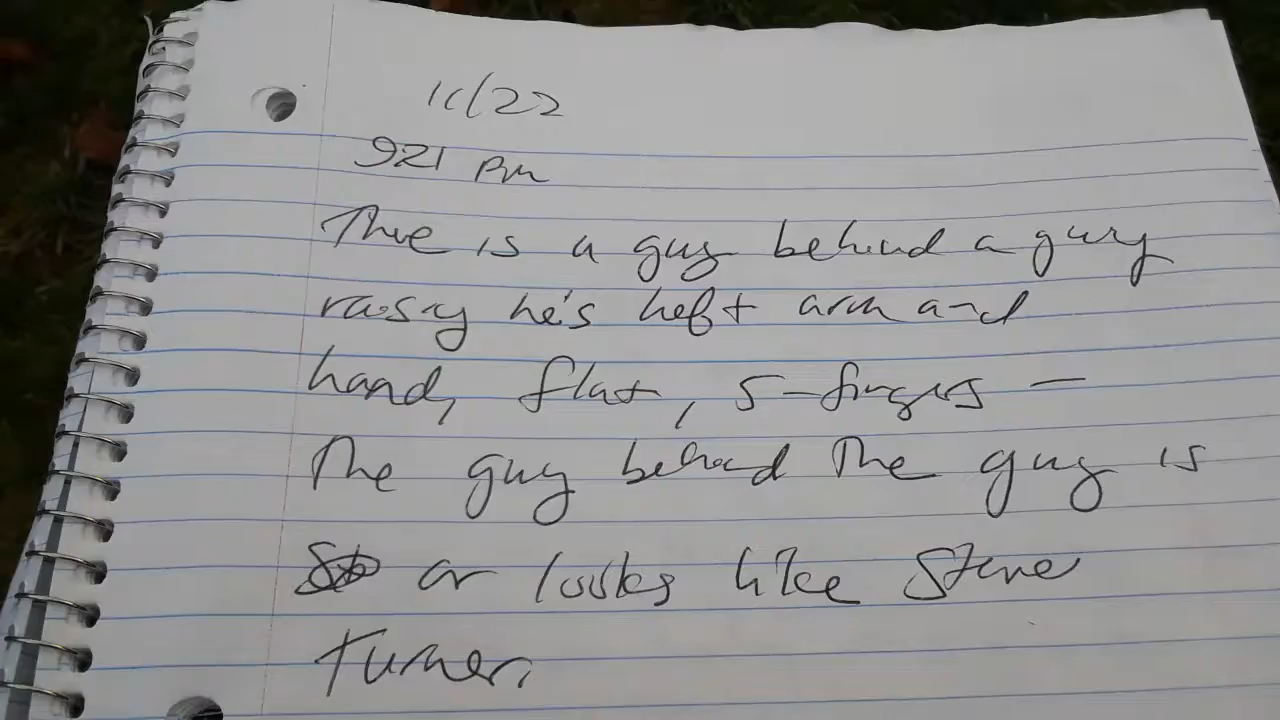 11/22
921 PM
There is a guy behind a guy
raising he's left arm and
hand, flat, 5-fingers —
The guy behind the guy is
or looks like Steve
Turner.